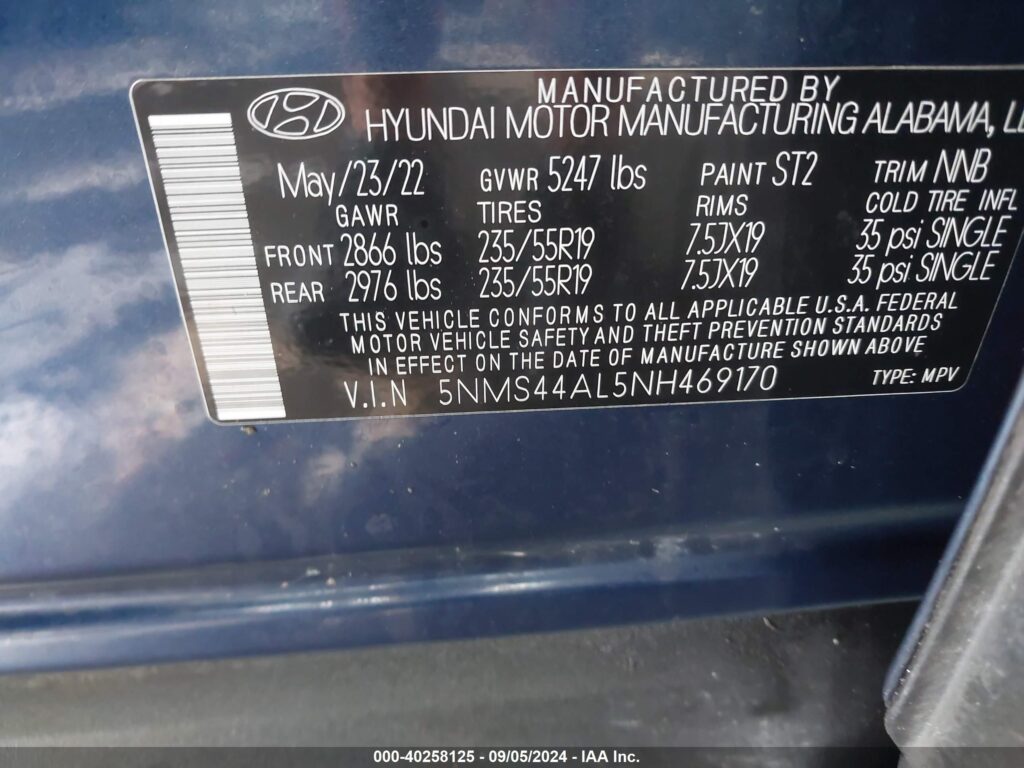 MANUFACTURED BY
HYUNDAI MOTOR MANUFACTURING ALABAMA,
May/23/22 GVWR 5247 lbs PAINT ST2 TRIM NNB
GAWR TIRES RIMS COLD TIRE INFL
FRONT 2866 lbs 235/55R19 7.5JX19 35 psi SINGLE
REAR 2976 lbs 235/55R19 7.5JX19 35 psi SINGLE
THIS VEHICLE CONFORMS TO ALL APPLICABLE U.S.A. FEDERAL
MOTOR VEHICLE SAFETY AND THEFT PREVENTION STANDARDS
IN EFFECT ON THE DATE OF MANUFACTURE SHOWN ABOVE
V.I.N 5NMS44AL5NH469170 TYPE: MPV
000-40258125 - 09/05/2024 - IAA Inc.